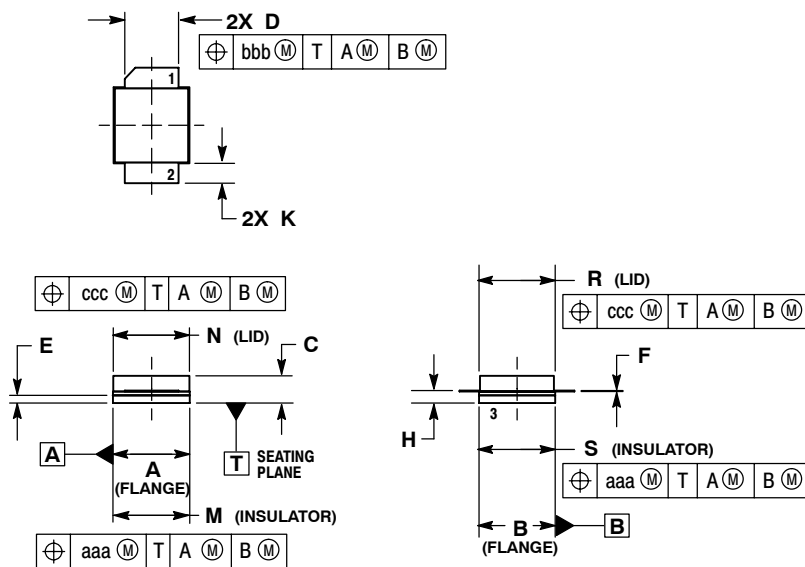 2X D
⌖ bbb Ⓜ T A Ⓜ B Ⓜ
1
2
2X K
⌖ ccc Ⓜ T A Ⓜ B Ⓜ
N (LID)
E
C
A
A
(FLANGE)
T SEATING
PLANE
M (INSULATOR)
⌖ aaa Ⓜ T A Ⓜ B Ⓜ
R (LID)
⌖ ccc Ⓜ T A Ⓜ B Ⓜ
F
H
3
S (INSULATOR)
⌖ aaa Ⓜ T A Ⓜ B Ⓜ
B
(FLANGE)
B